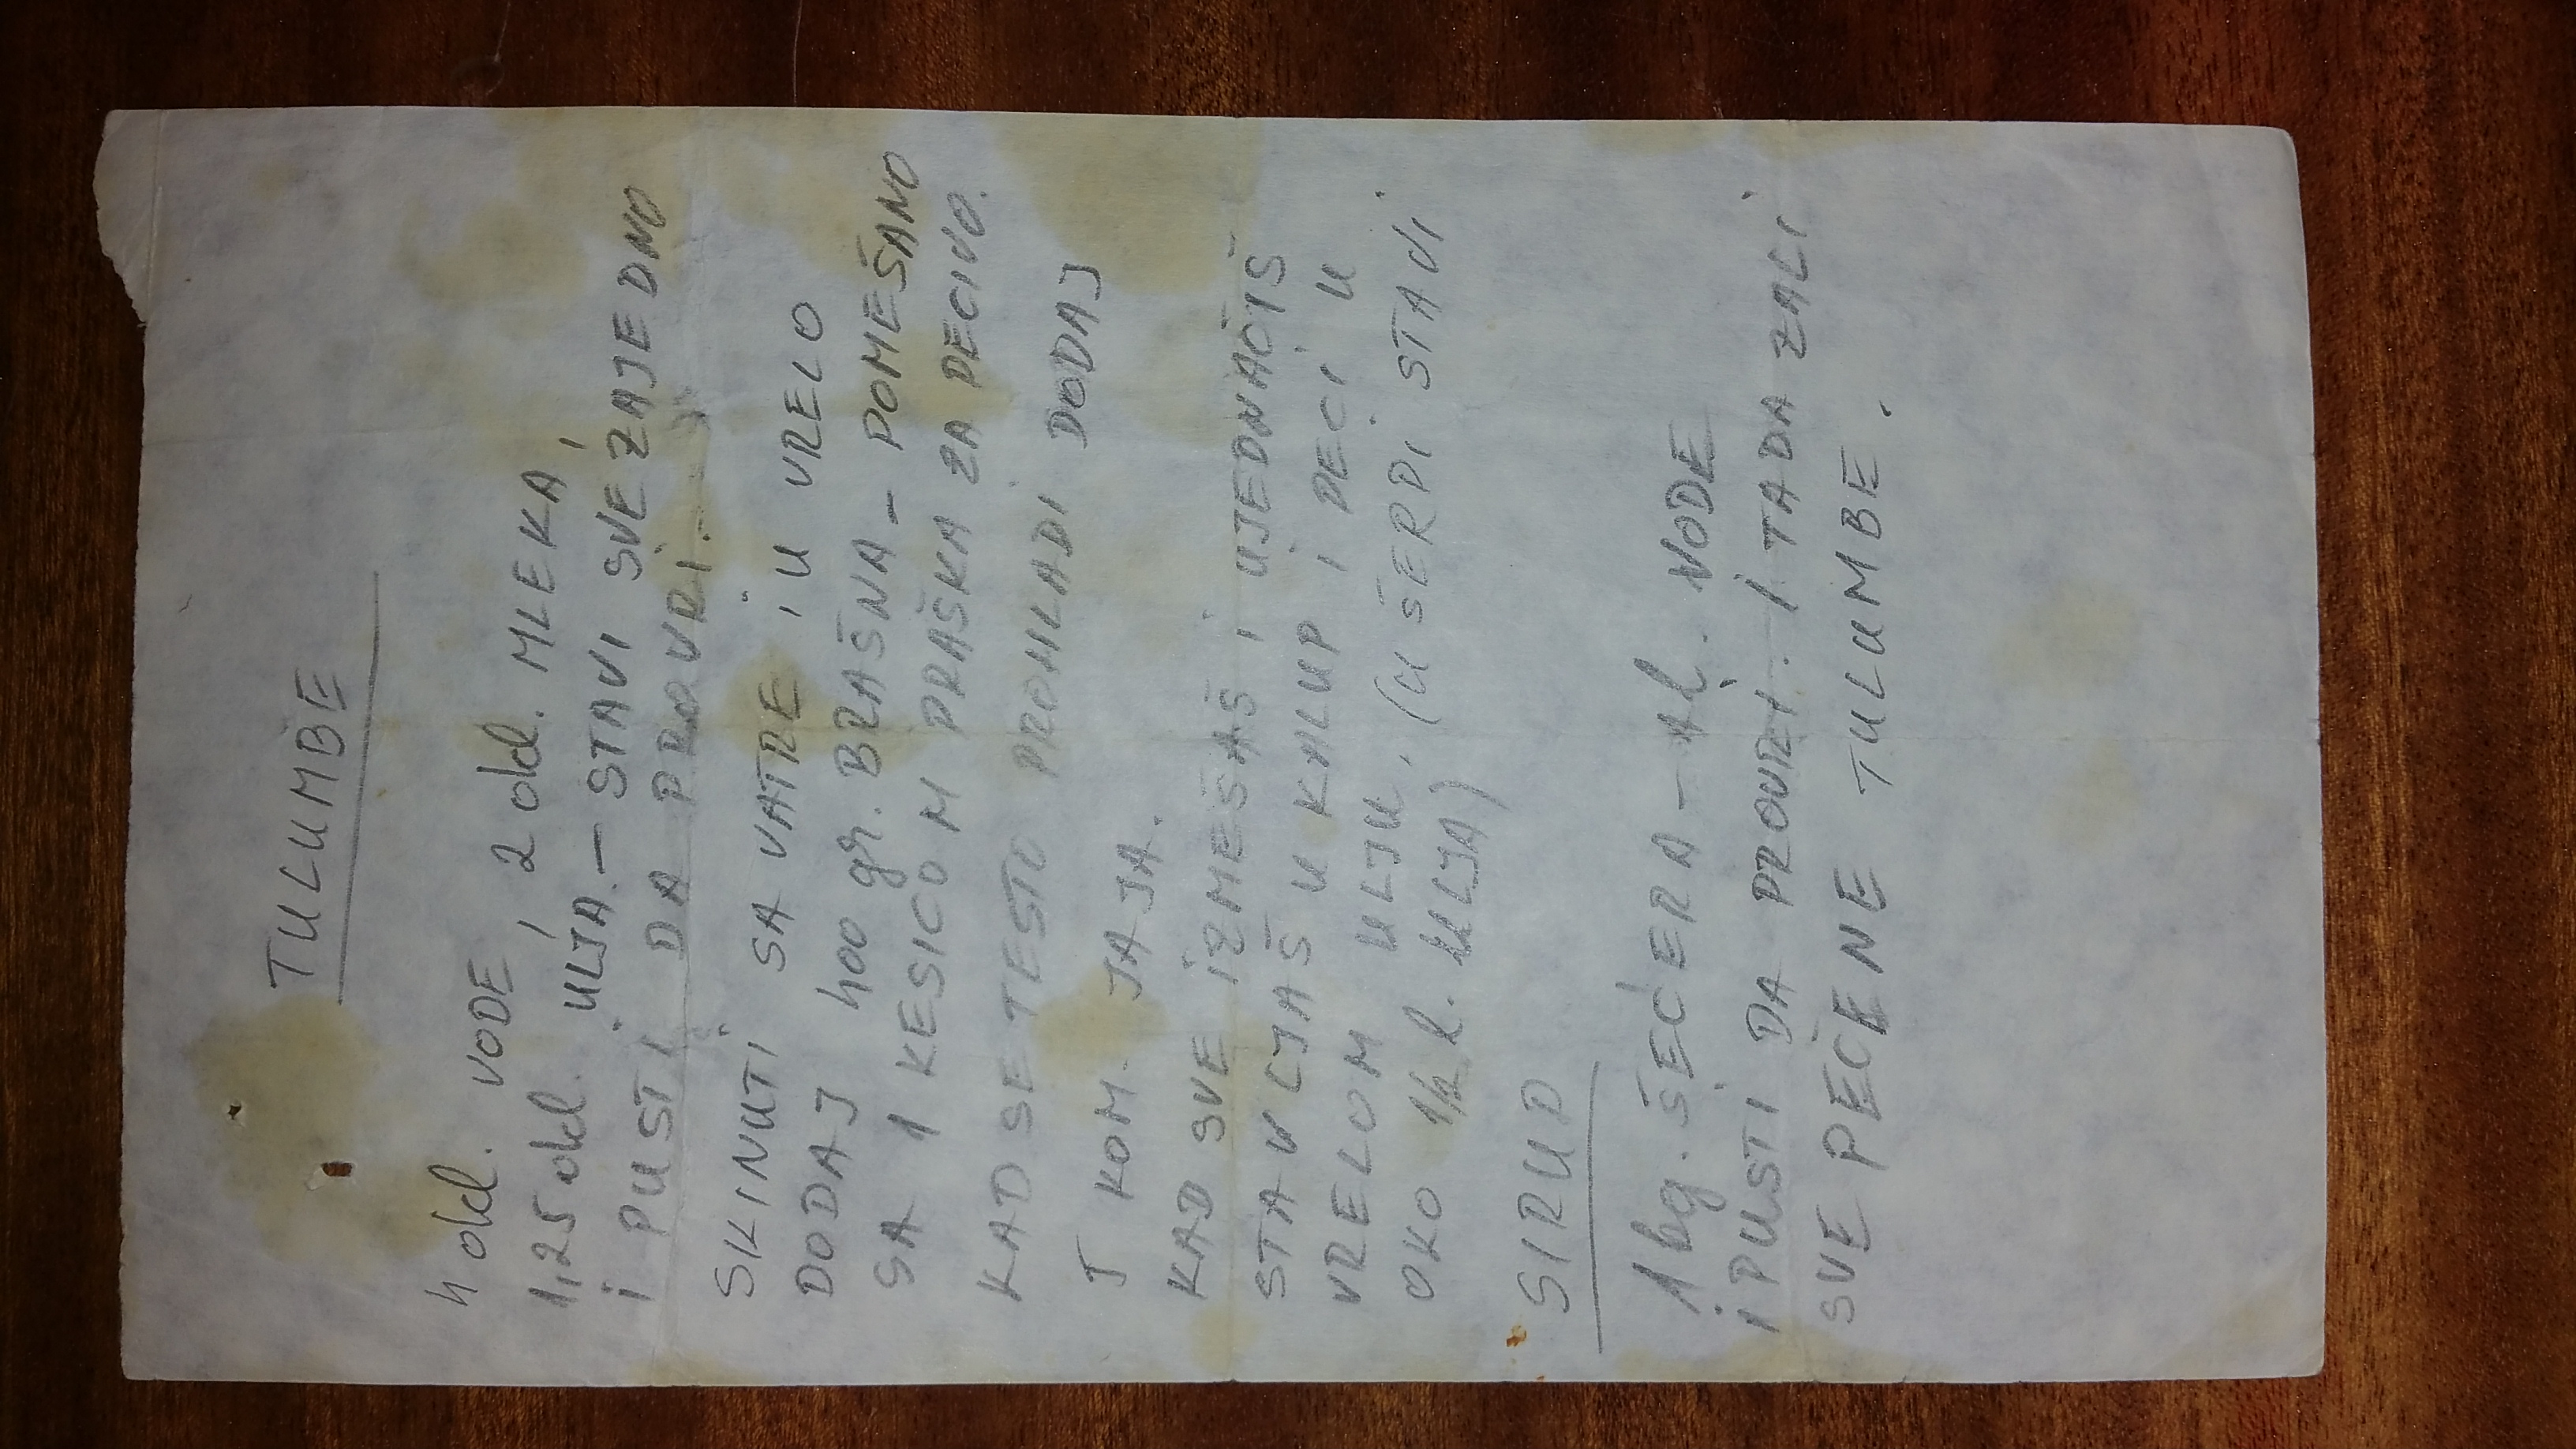 TULUMBE
4 dcl. VODE, 2 dcl. MLEKA,
1,25 dcl. ULJA. – STAVI SVE ZAJEDNO
i PUSTi DA PROVRi.
SKINUTi SA VATRE i U VRELO
DODAJ 400 gr. BRAŠNA – POMEŠANO
SA 1 KESICOM PRAŠKA ZA PECIVO.
KAD SE TESTO PROHLADi DODAJ
5 KOM. JAJA.
KAD SVE iZMEŠAŠ i UJEDNAČIŠ
STAVLJAŠ U KALUP i PECi U
VRELOM ULJU. (U ŠERPi STAVi
OKO 1/2 l. ULJA)
SIRUP
1 kg. ŠEĆERA – 1 l. VODE
i PUSTi DA PROVRi. I TADA ZALi
SVE PEČENE TULUMBE.